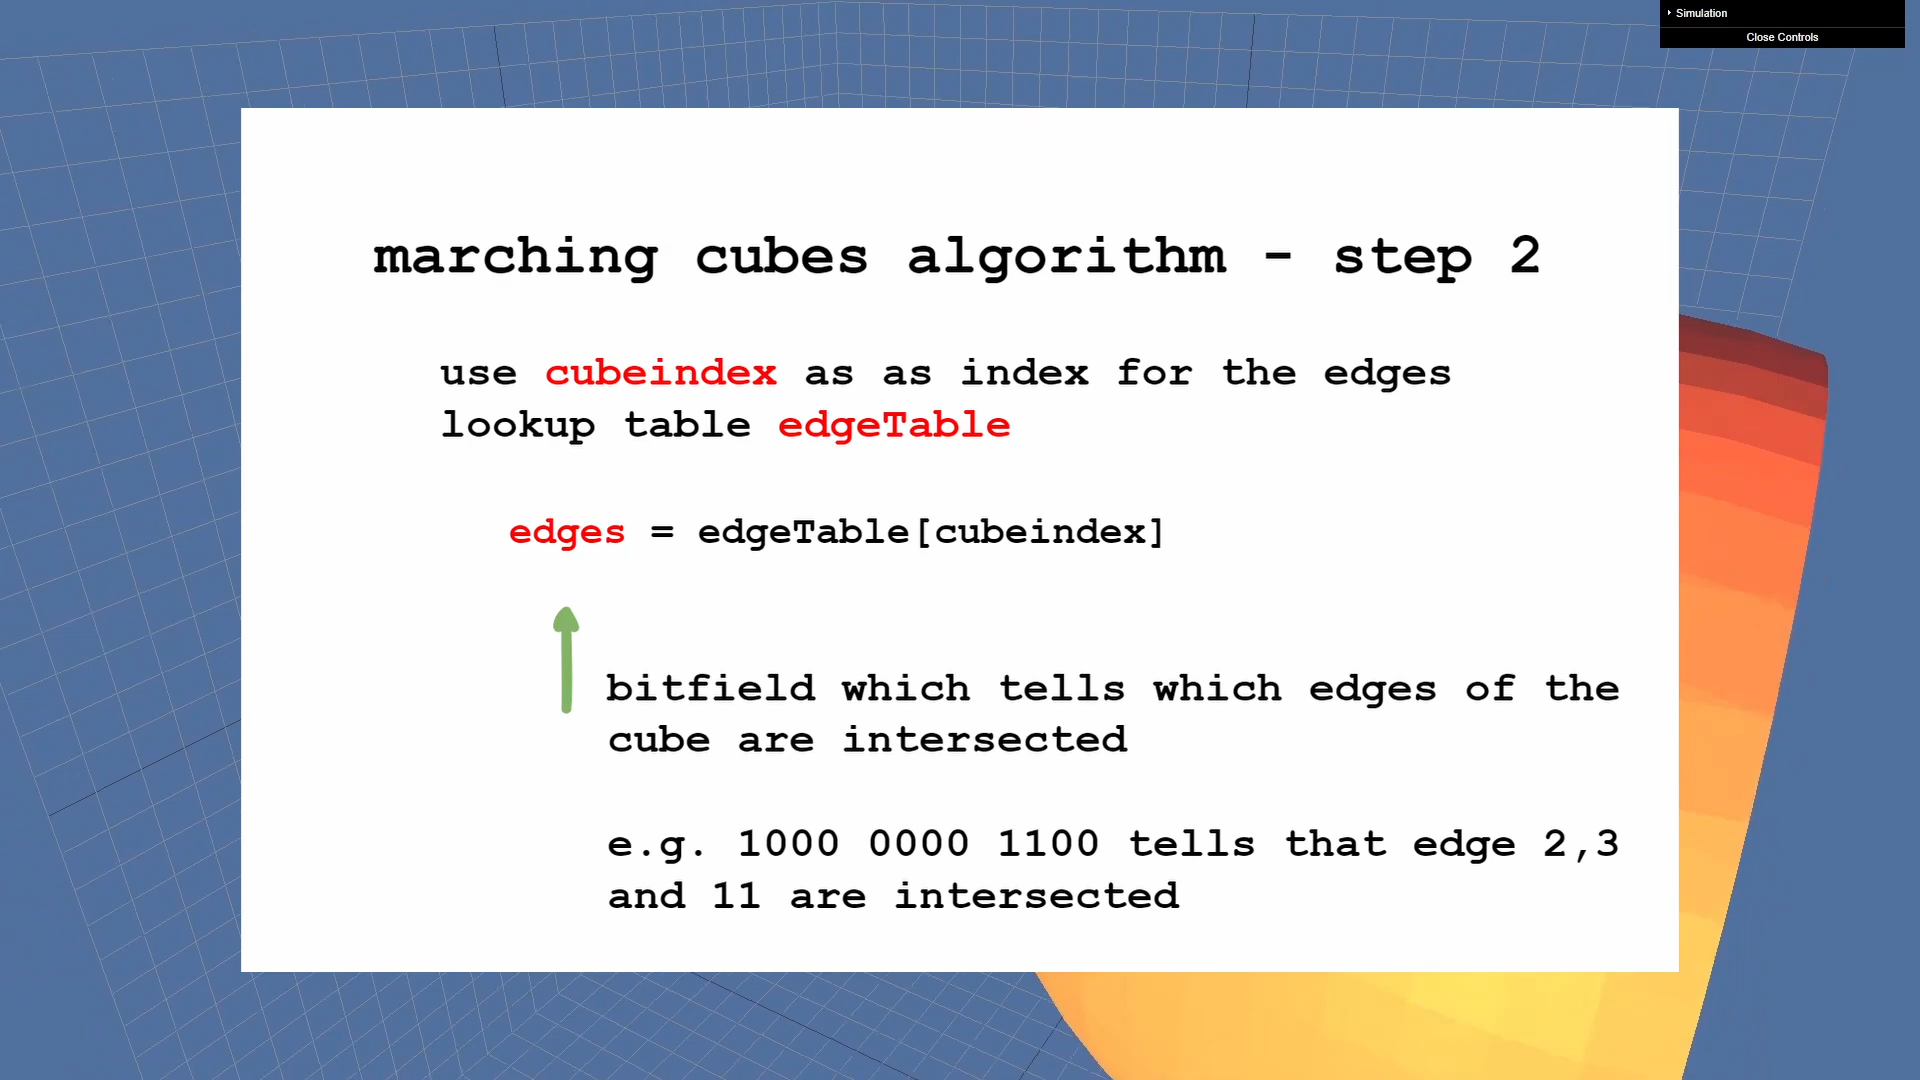 Simulation
Close Controls
marching cubes algorithm - step 2
use cubeindex as as index for the edges
lookup table edgeTable
edges = edgeTable[cubeindex]
bitfield which tells which edges of the
cube are intersected
e.g. 1000 0000 1100 tells that edge 2,3
and 11 are intersected